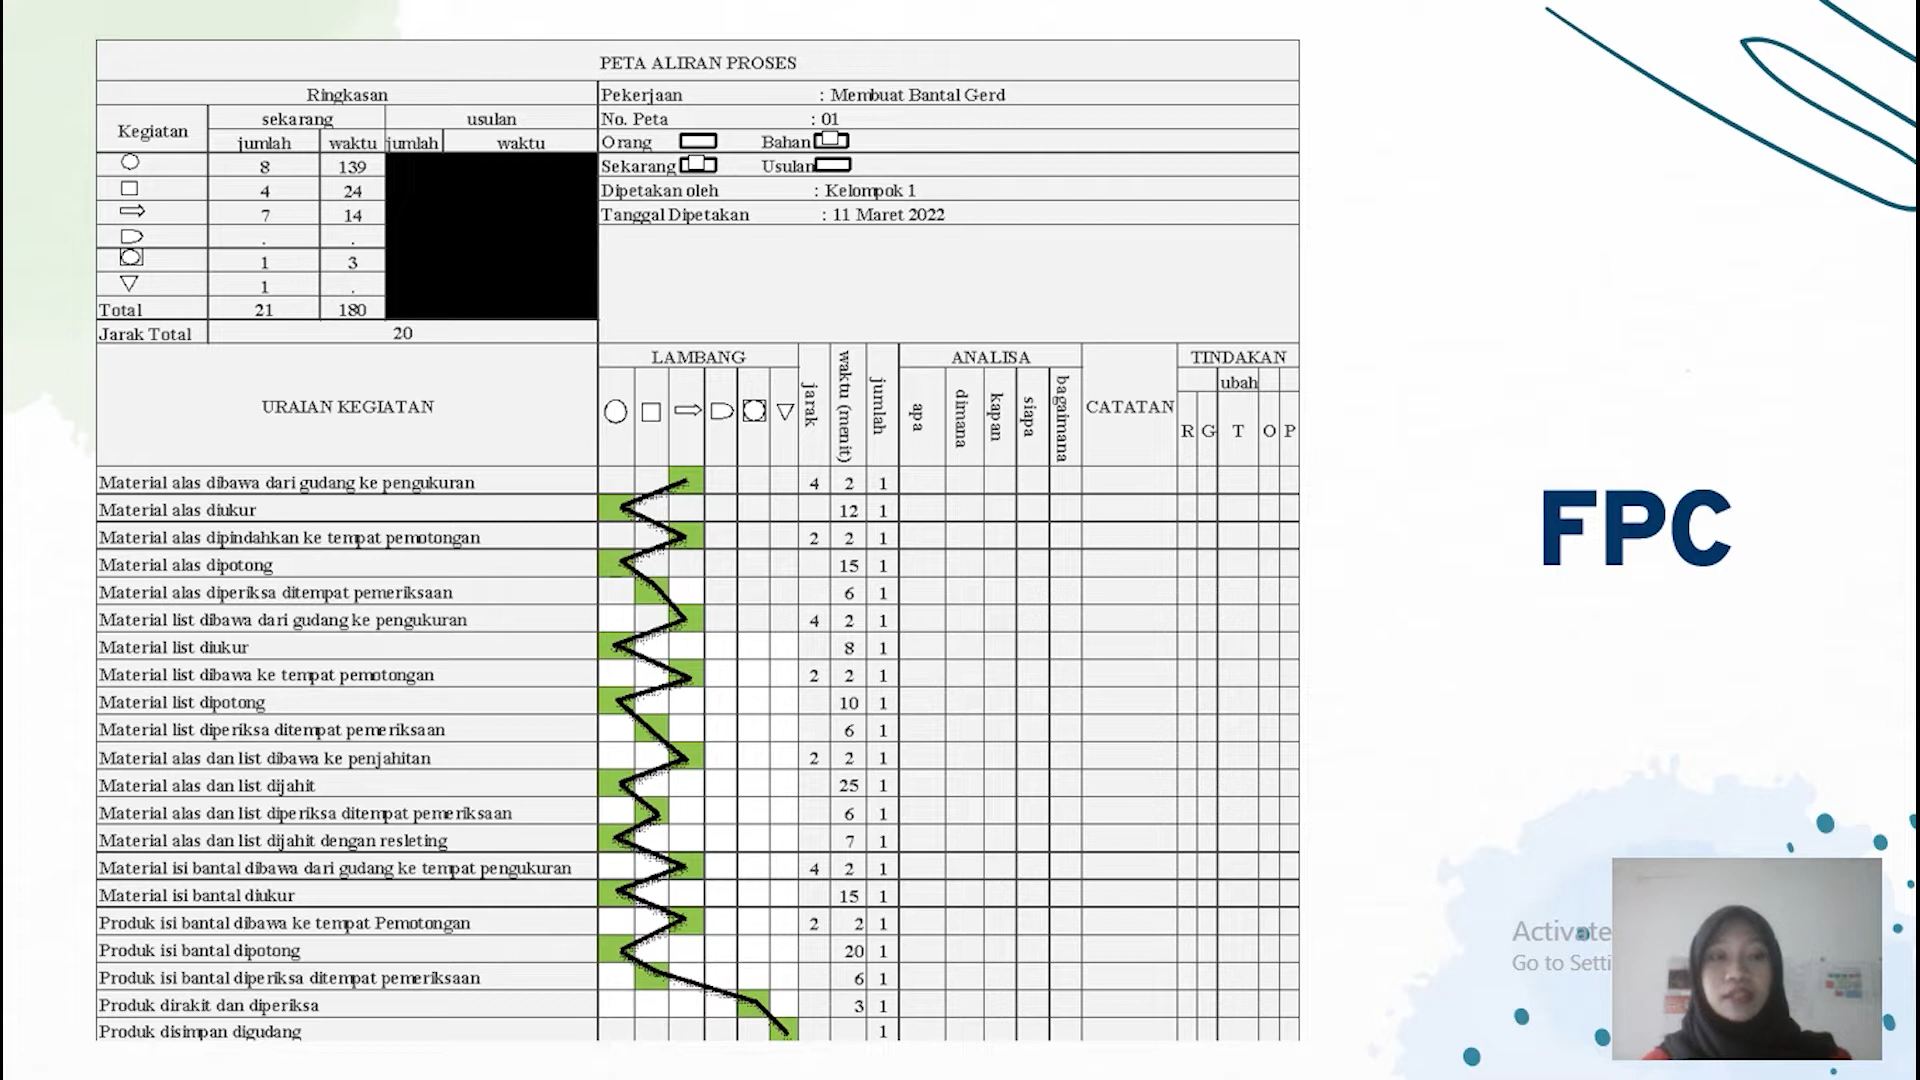 PETA ALIRAN PROSES
Ringkasan
Pekerjaan : Membuat Bantal Gerd
Kegiatan sekarang usulan
No. Peta : 01
jumlah waktu jumlah waktu
Orang Bahan
8 139
Sekarang Usulan
4 24
Dipetakan oleh : Kelompok 1
7 14
Tanggal Dipetakan : 11 Maret 2022
. .
1 3
1 .
Total 21 180
Jarak Total 20
URAIAN KEGIATAN LAMBANG jarak waktu (menit) jumlah ANALISA CATATAN TINDAKAN
apa dimana kapan siapa bagaimana
ubah
R G T O P
Material alas dibawa dari gudang ke pengukuran 4 2 1
Material alas diukur 12 1
Material alas dipindahkan ke tempat pemotongan 2 2 1
Material alas dipotong 15 1
Material alas diperiksa ditempat pemeriksaan 6 1
Material list dibawa dari gudang ke pengukuran 4 2 1
Material list diukur 8 1
Material list dibawa ke tempat pemotongan 2 2 1
Material list dipotong 10 1
Material list diperiksa ditempat pemeriksaan 6 1
Material alas dan list dibawa ke penjahitan 2 2 1
Material alas dan list dijahit 25 1
Material alas dan list diperiksa ditempat pemeriksaan 6 1
Material alas dan list dijahit dengan resleting 7 1
Material isi bantal dibawa dari gudang ke tempat pengukuran 4 2 1
Material isi bantal diukur 15 1
Produk isi bantal dibawa ke tempat Pemotongan 2 2 1
Produk isi bantal dipotong 20 1
Produk isi bantal diperiksa ditempat pemeriksaan 6 1
Produk dirakit dan diperiksa 3 1
Produk disimpan digudang 1
FPC
Activate
Go to Setti